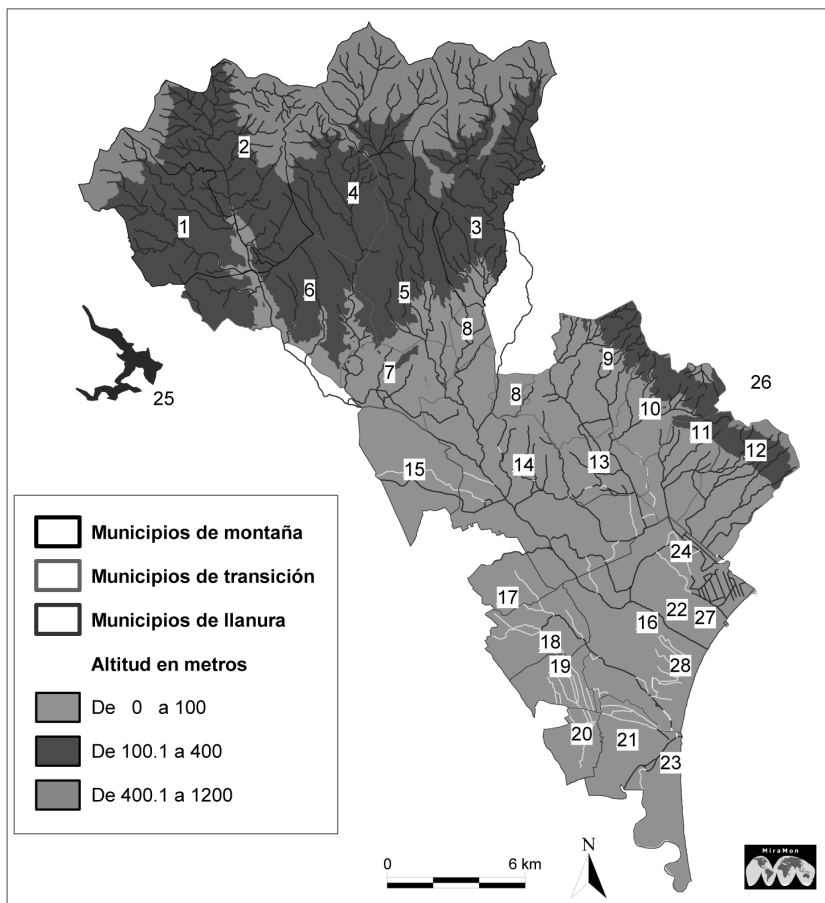 2
4
1
3
6
5
8
25
7
9
26
8
10
11
12
15
14
13
Municipios de montaña
Municipios de transición
Municipios de llanura
Altitud en metros
De 0 a 100
De 100.1 a 400
De 400.1 a 1200
24
17
22
27
16
18
28
19
20
21
23
0 6 km
N
MiraMon